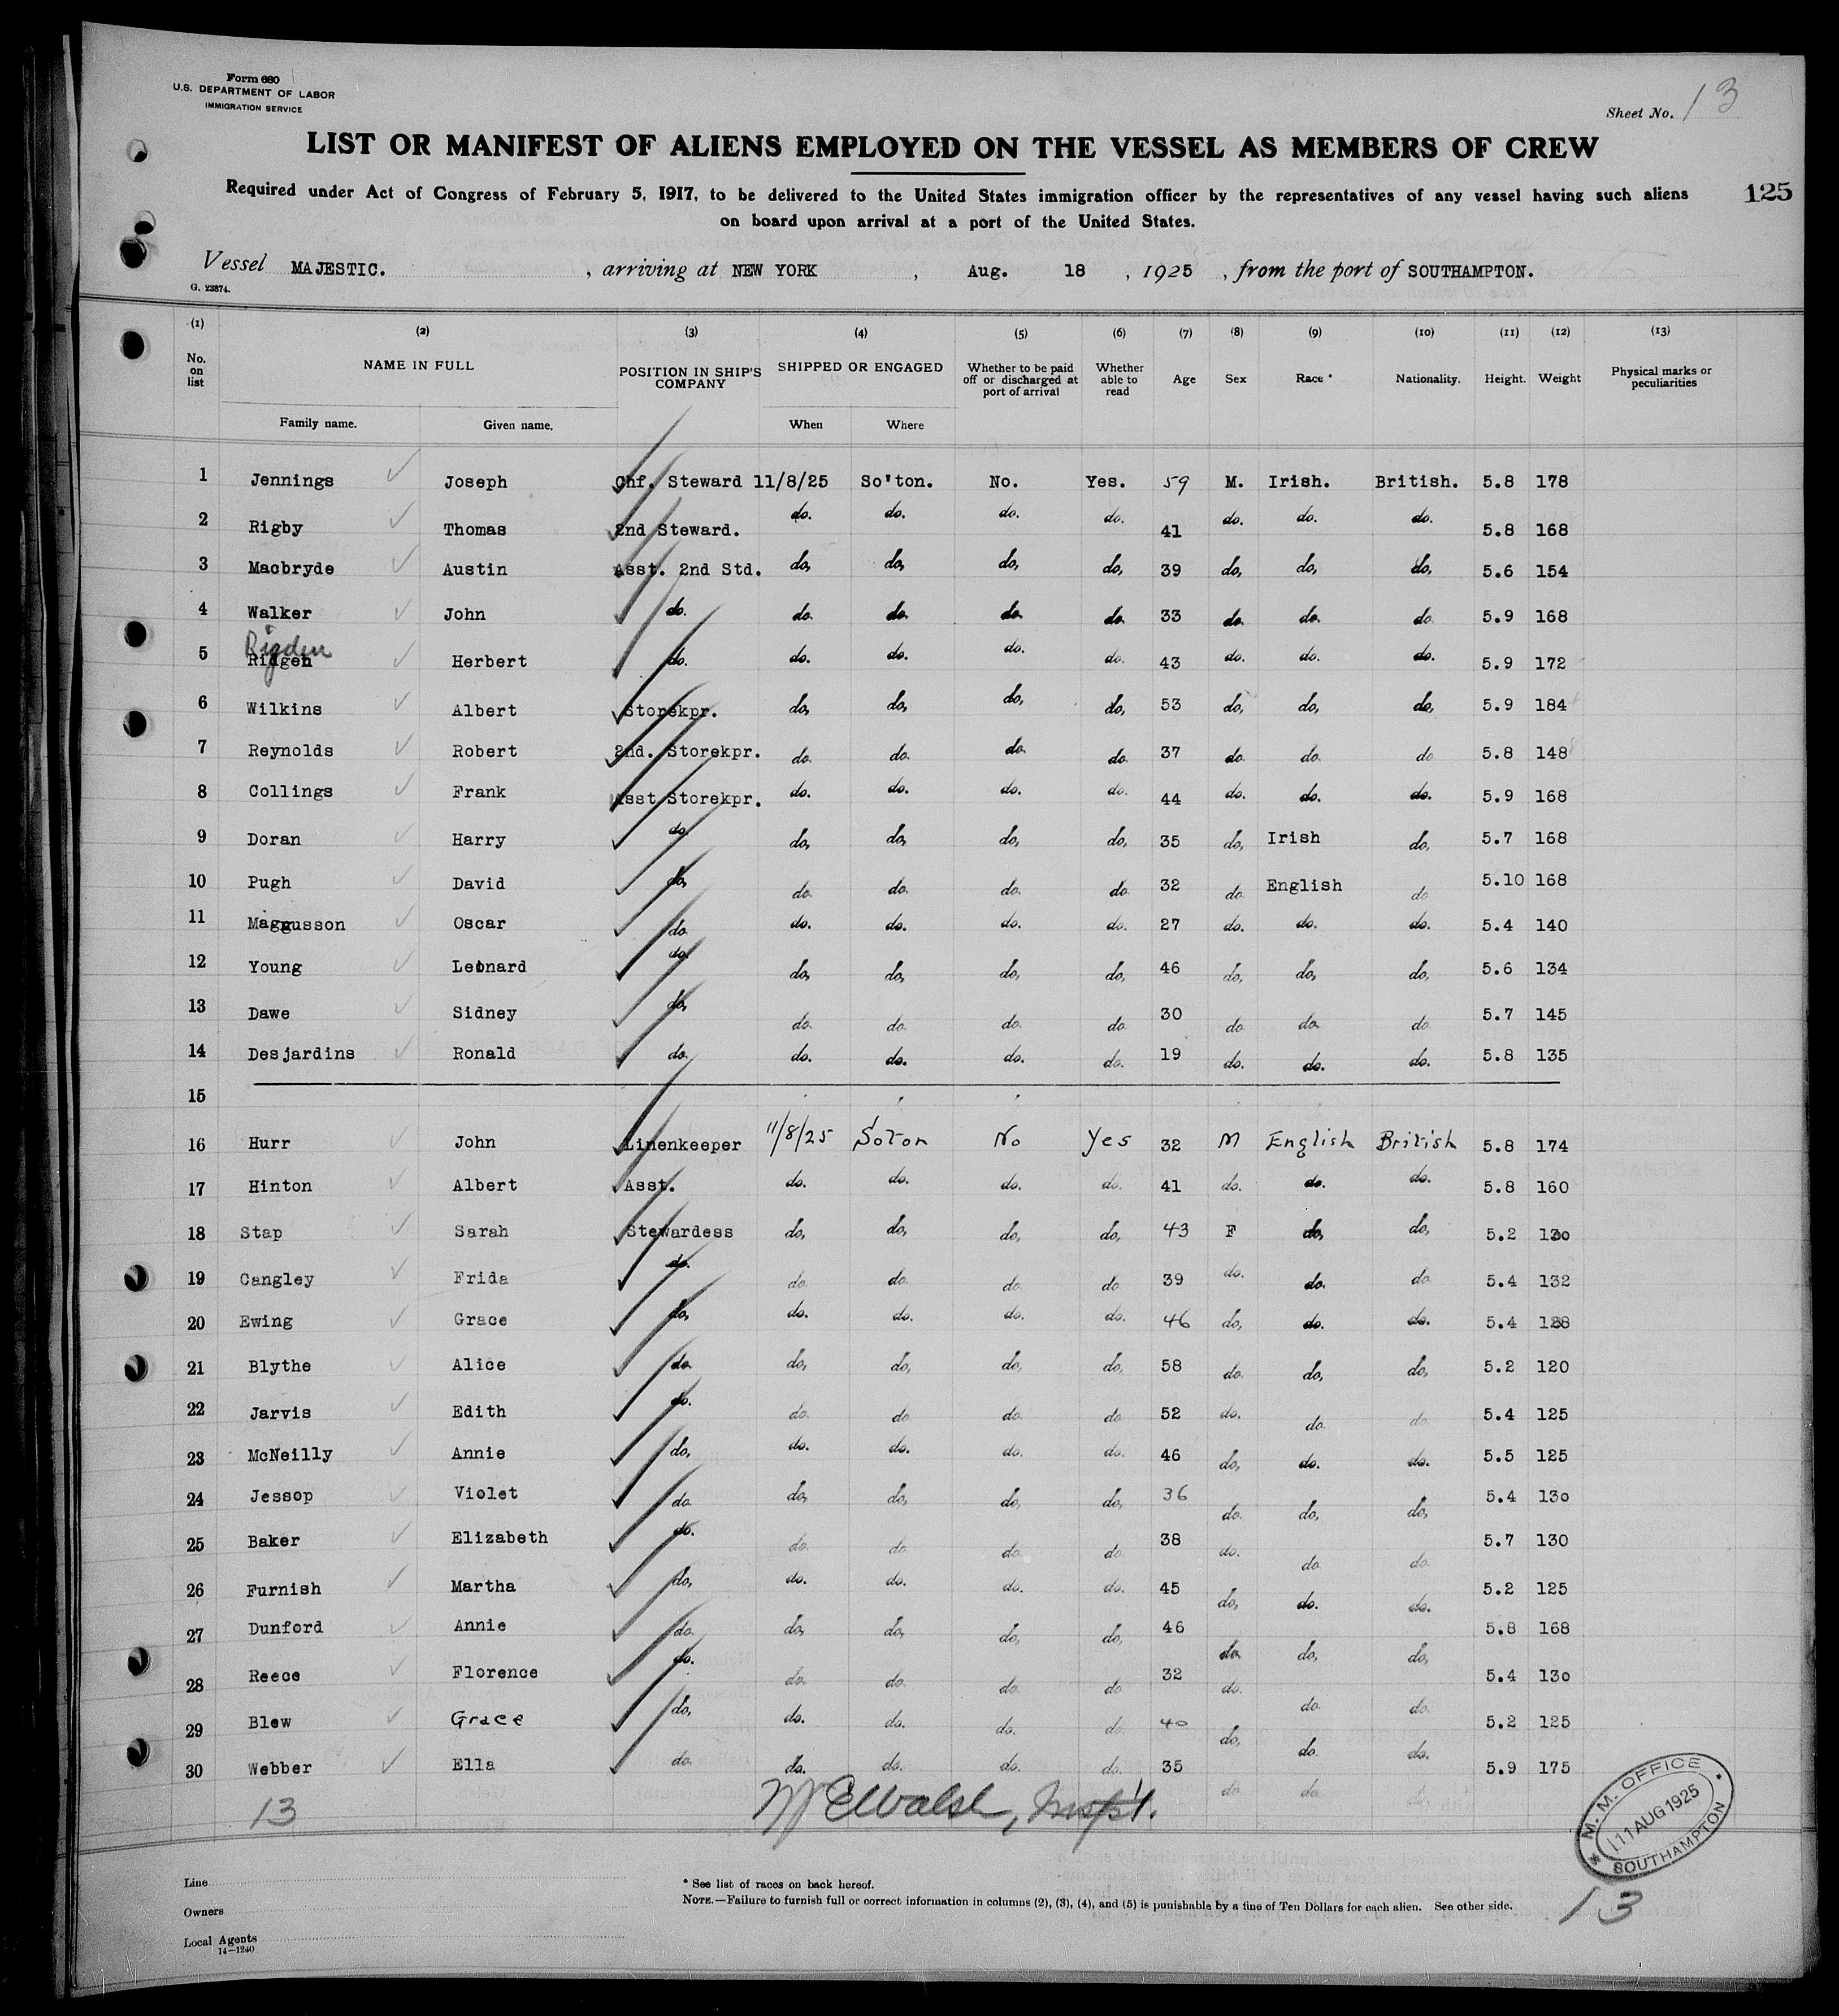 Form 680
U.S. DEPARTMENT OF LABOR
IMMIGRATION SERVICE
Sheet No. 13
LIST OR MANIFEST OF ALIENS EMPLOYED ON THE VESSEL AS MEMBERS OF CREW
Required under Act of Congress of February 5, 1917, to be delivered to the United States immigration officer by the representatives of any vessel having such aliens
on board upon arrival at a port of the United States.
125
Vessel MAJESTIC. , arriving at NEW YORK , Aug. 18 , 1925 , from the port of SOUTHAMPTON.
G. 23874.
(1) (2) (3) (4) (5) (6) (7) (8) (9) (10) (11) (12) (13)
No. on list NAME IN FULL POSITION IN SHIP'S COMPANY SHIPPED OR ENGAGED Whether to be paid off or discharged at port of arrival Whether able to read Age Sex Race * Nationality. Height. Weight Physical marks or peculiarities
Family name. Given name. When Where
1 Jennings Joseph Chf. Steward 11/8/25 So'ton. No. Yes. 59 M. Irish. British. 5.8 178
2 Rigby Thomas 2nd Steward. do. do. do. do. 41 do. do. do. 5.8 168
3 Macbryde Austin Asst. 2nd Std. do, do, do, do, 39 do, do, do, 5.6 154
4 Walker John do. do. do. do. do. 33 do. do. do. 5.9 168
Rigden
5 Ridgen Herbert do. do. do. do. do. 43 do. do. do. 5.9 172
6 Wilkins Albert Storekpr. do, do, do, do, 53 do, do, do, 5.9 184
7 Reynolds Robert 2nd. Storekpr. do. do. do. do. 37 do. do. do 5.8 148
8 Collings Frank Asst Storekpr. do. do. do. do. 44 do. do. do. 5.9 168
9 Doran Harry do. do, do, do, do, 35 do, Irish do, 5.7 168
10 Pugh David do, do. do. do. do. 32 do English do 5.10 168
11 Maggusson Oscar do. do. do. do. do. 27 do. do. do. 5.4 140
12 Young Leonard do. do, do, do, do, 46 do, do, do, 5.6 134
13 Dawe Sidney do, do. do. do. do. 30 do do. do 5.7 145
14 Desjardins Ronald do. do. do. do. do. 19 do. do. do. 5.8 135
15
16 Hurr John Linenkeeper 11/8/25 Soton No Yes 32 M English British 5.8 174
17 Hinton Albert Asst. do. do. do. do. 41 do. do. do. 5.8 160
18 Stap Sarah Stewardess do, do, do, do, 43 F do, do, 5.2 130
19 Cangley Frida do. do. do. do. do. 39 do. do. do. 5.4 132
20 Ewing Grace do, do. do. do. do. 46 do, do. do. 5.4 128
21 Blythe Alice do. do, do, do, do, 58 do. do, do, 5.2 120
22 Jarvis Edith do. do. do. do. do 52 do. do. do. 5.4 125
23 McNeilly Annie do, do. do. do. do. 46 do, do. do. 5.5 125
24 Jessop Violet do. do, do, do, do, 36 do. do, do, 5.4 130
25 Baker Elizabeth do. do. do. do. do. 38 do. do do 5.7 130
26 Furnish Martha do, do. do. do. do. 45 do, do. do. 5.2 125
27 Dunford Annie do. do, do, do, do, 46 do. do, do, 5.8 168
28 Reece Florence do. do. do. do. do. 32 do. do. do. 5.4 130
29 Blew Grace do, do. do. do. do. 40 do, do. do. 5.2 125
30 Webber Ella do. do. do. do. do. 35 do do. do. 5.9 175
13
Walsh, Insp't.
M. M. OFFICE
11 AUG 1925
SOUTHAMPTON
13
Line
Owners
Local Agents
14—1240
* See list of races on back hereof.
NOTE.—Failure to furnish full or correct information in columns (2), (3), (4), and (5) is punishable by a fine of Ten Dollars for each alien. See other side.